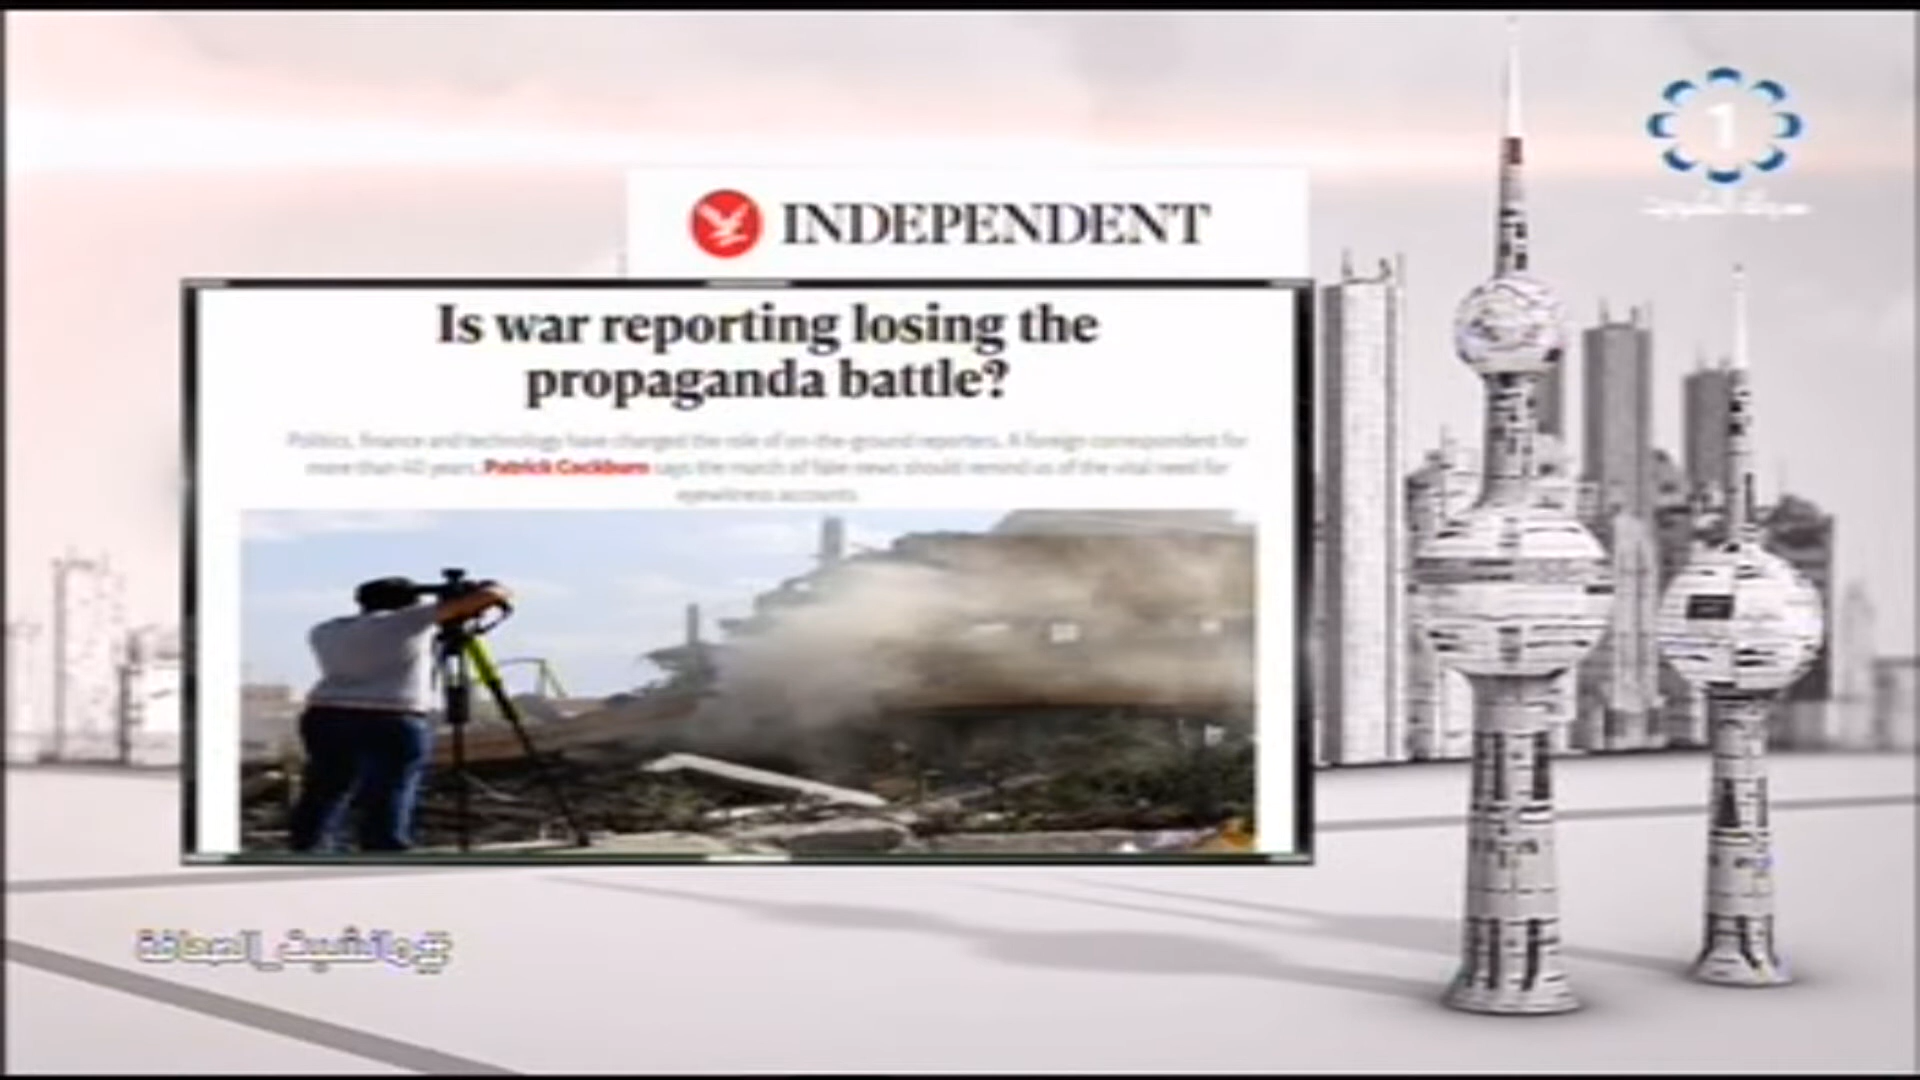 1
INDEPENDENT
Is war reporting losing the
propaganda battle?
Politics, finance and technology have changed the role of on-the-ground reporters. A foreign correspondent for
more than 40 years, Patrick Cockburn says the march of fake news should remind us of the vital need for
eyewitness accounts
#مانشيت_الصحافة